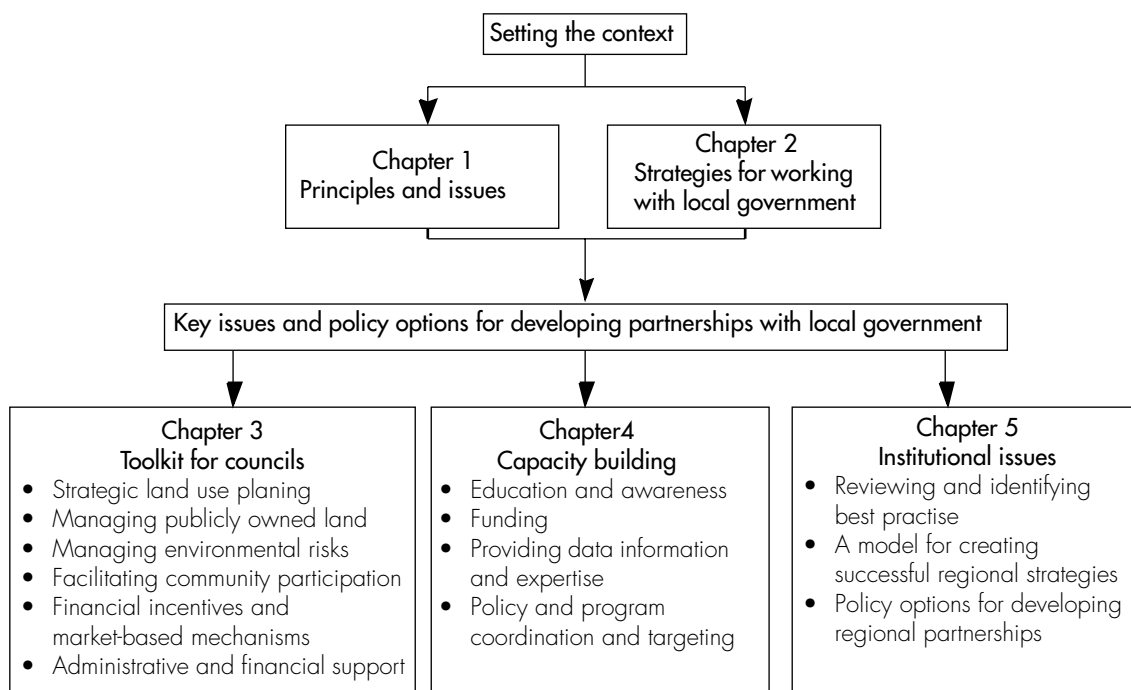 Setting the context
Chapter 1
Principles and issues
Chapter 2
Strategies for working
with local government
Key issues and policy options for developing partnerships with local government
Chapter 3
Toolkit for councils
• Strategic land use planing
• Managing publicly owned land
• Managing environmental risks
• Facilitating community participation
• Financial incentives and
market-based mechanisms
• Administrative and financial support
Chapter4
Capacity building
• Education and awareness
• Funding
• Providing data information
and expertise
• Policy and program
coordination and targeting
Chapter 5
Institutional issues
• Reviewing and identifying
best practise
• A model for creating
successful regional strategies
• Policy options for developing
regional partnerships